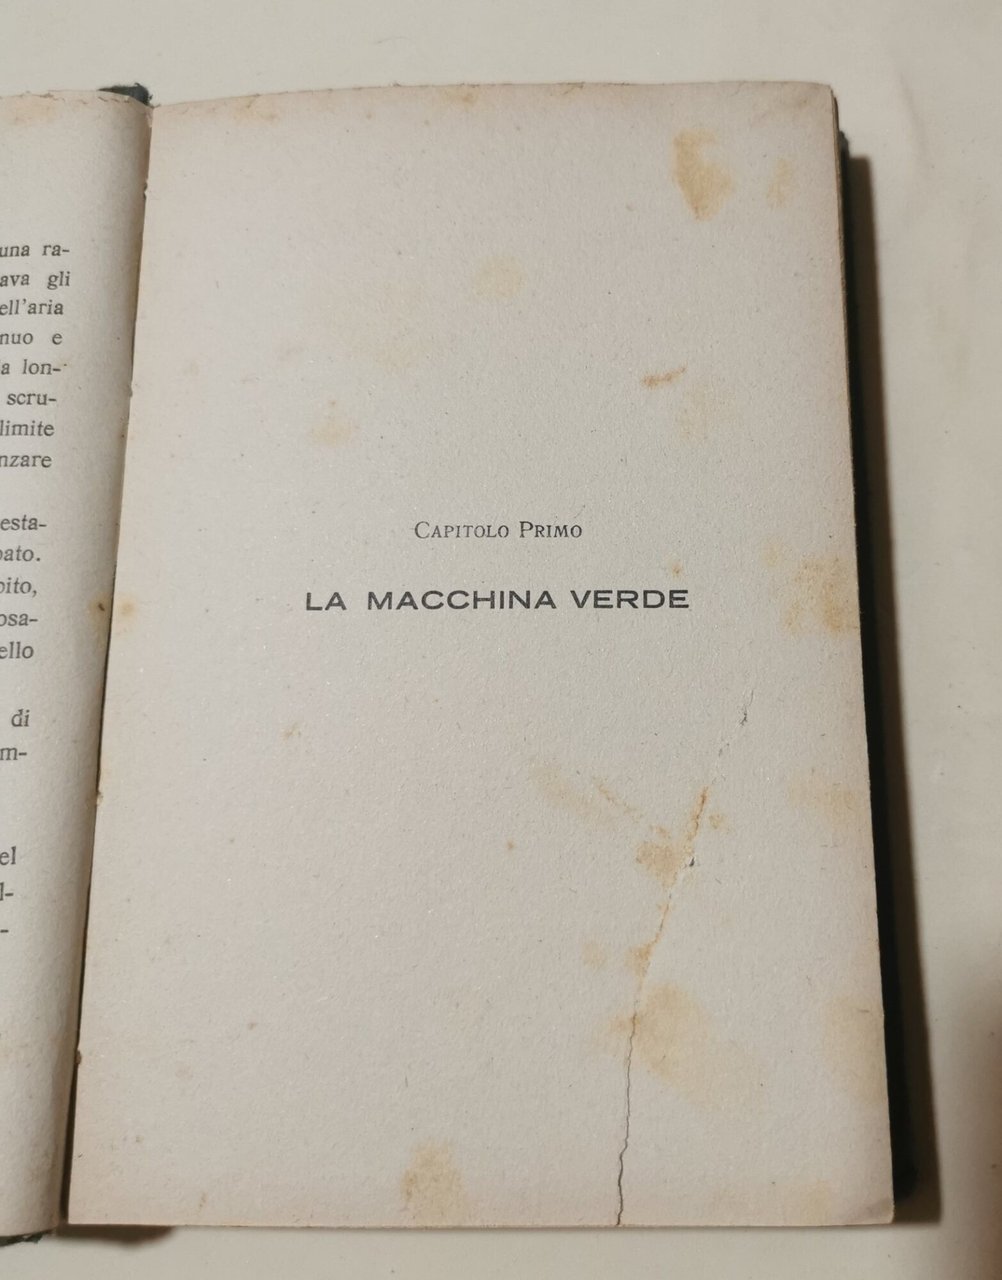 una ra-
ava gli
ell'aria
nuo e
a lon-
scru-
limite
nzare
esta-
pato.
bito,
osa-
ello
di
m-
el
l-
-
CAPITOLO PRIMO
LA MACCHINA VERDE